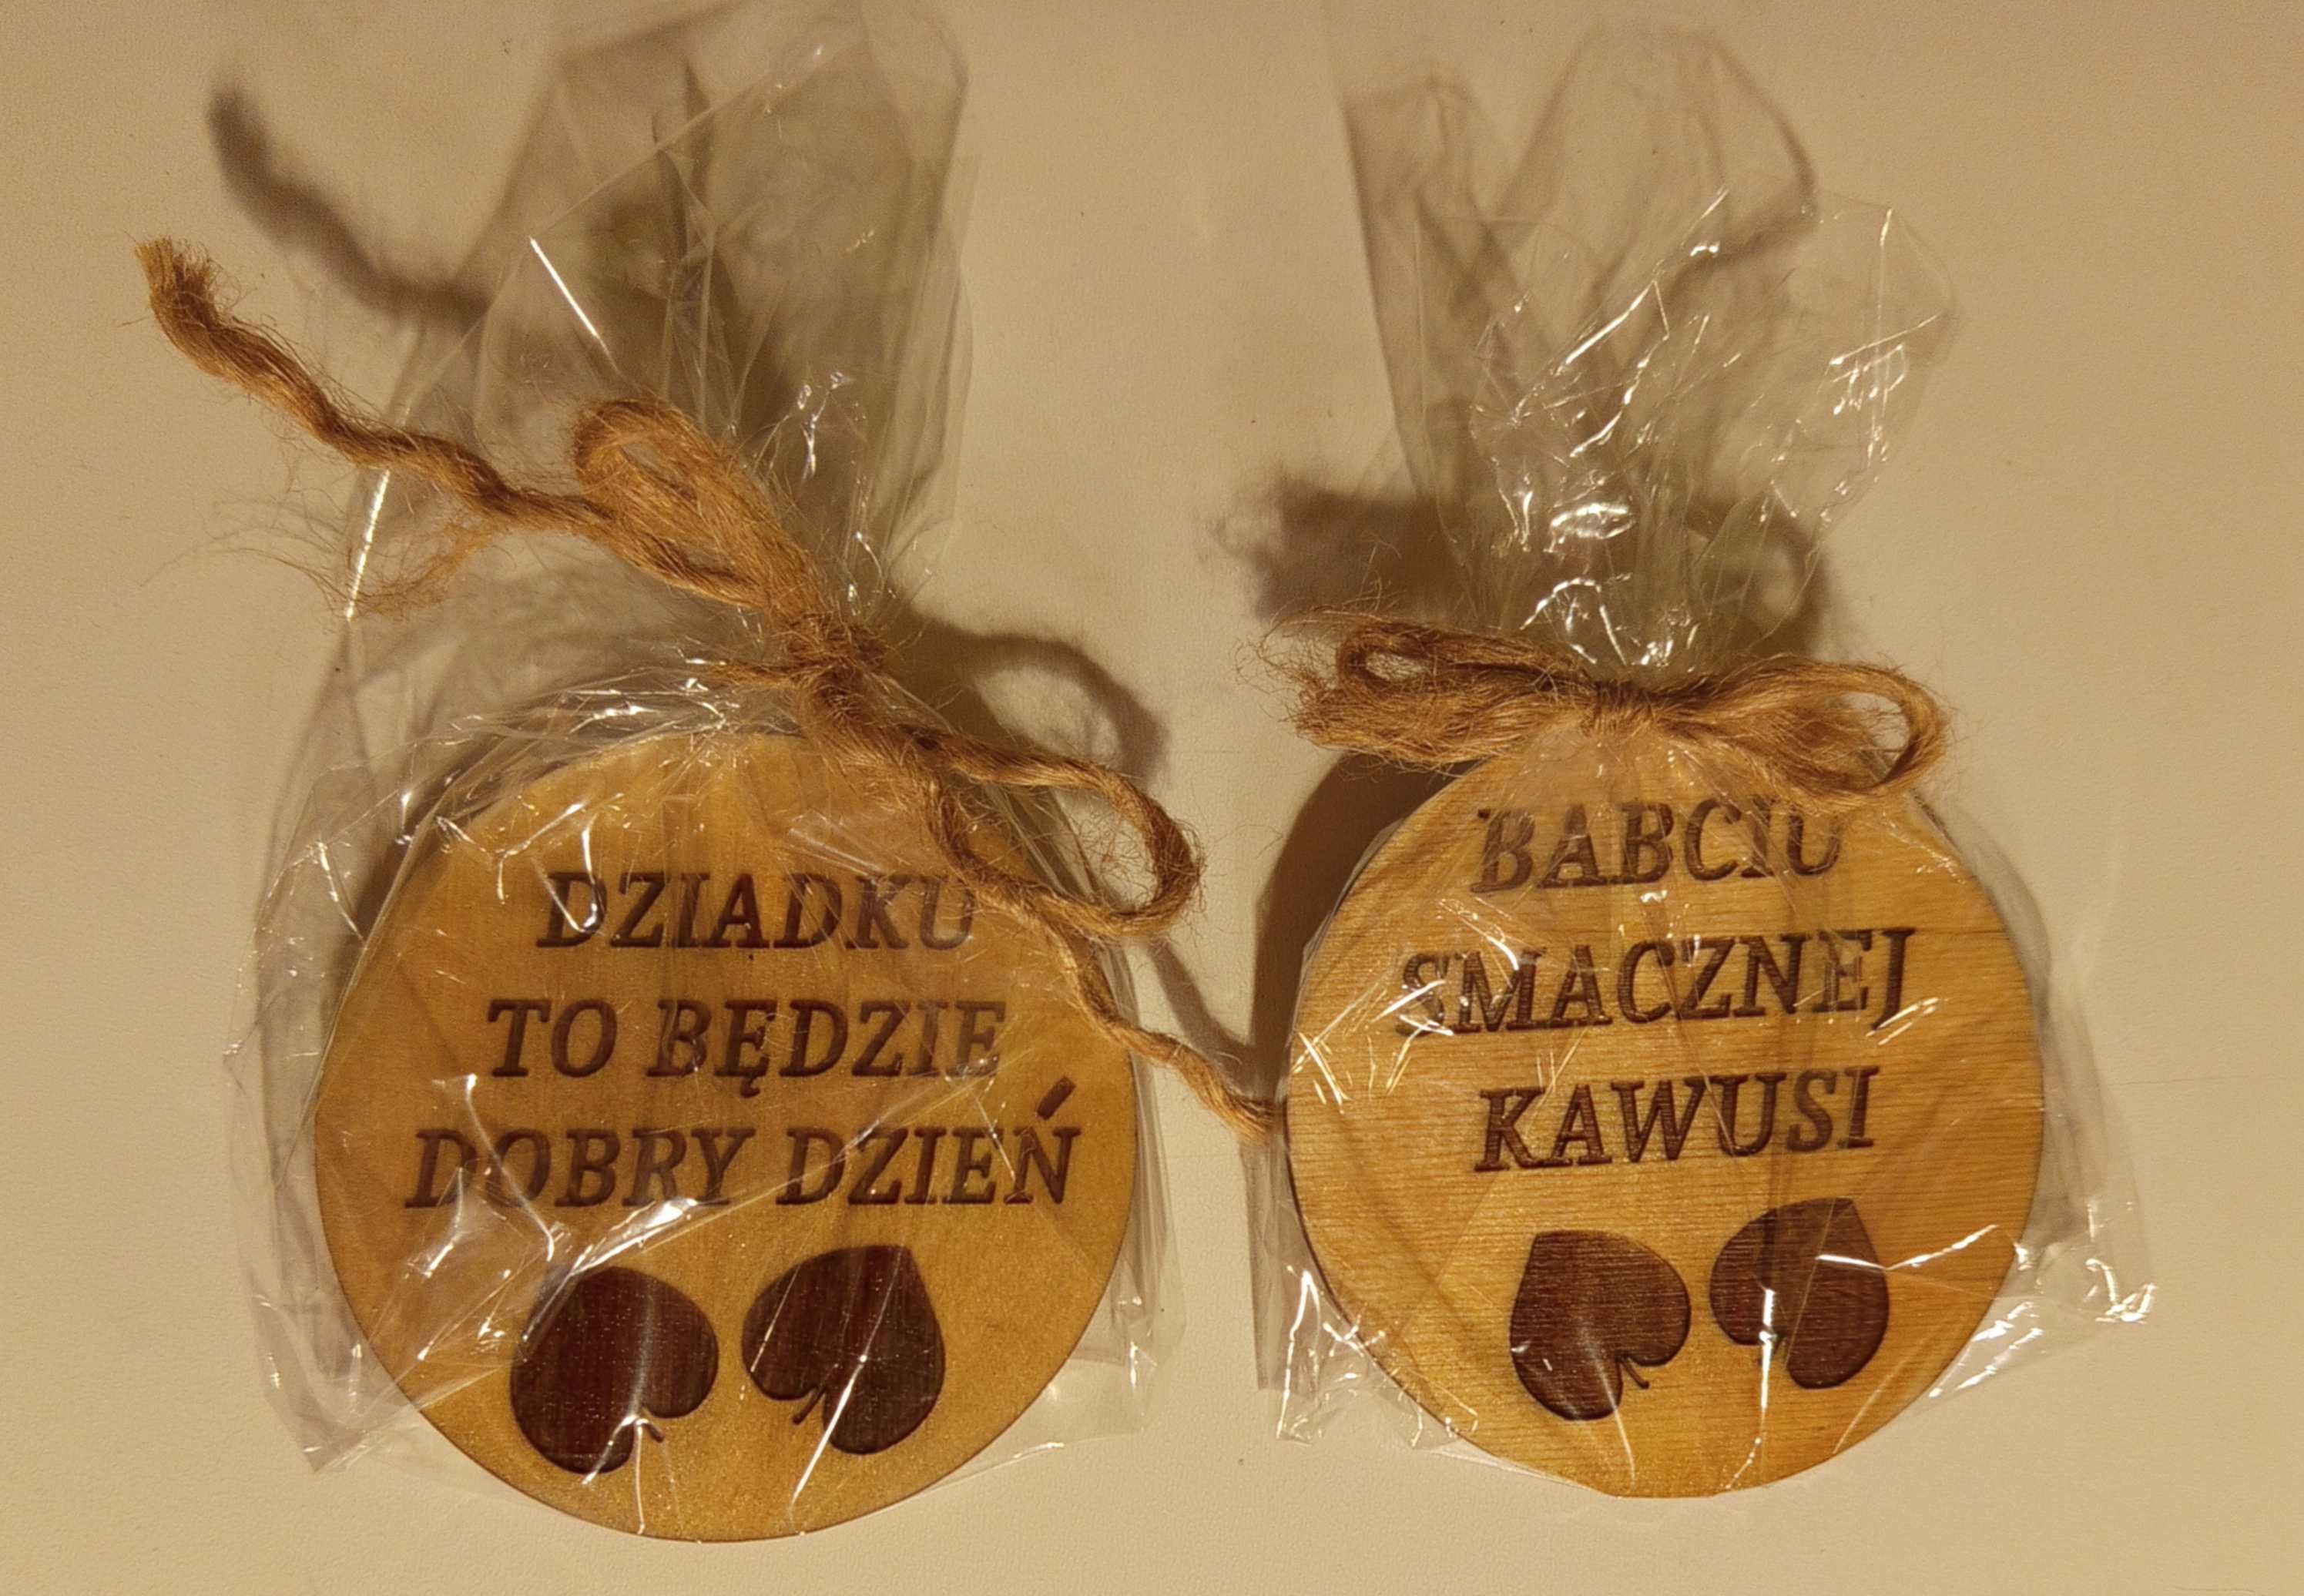 DZIADKU
TO BĘDZIE
DOBRY DZIEŃ
BABCIU
SMACZNEJ
KAWUSI